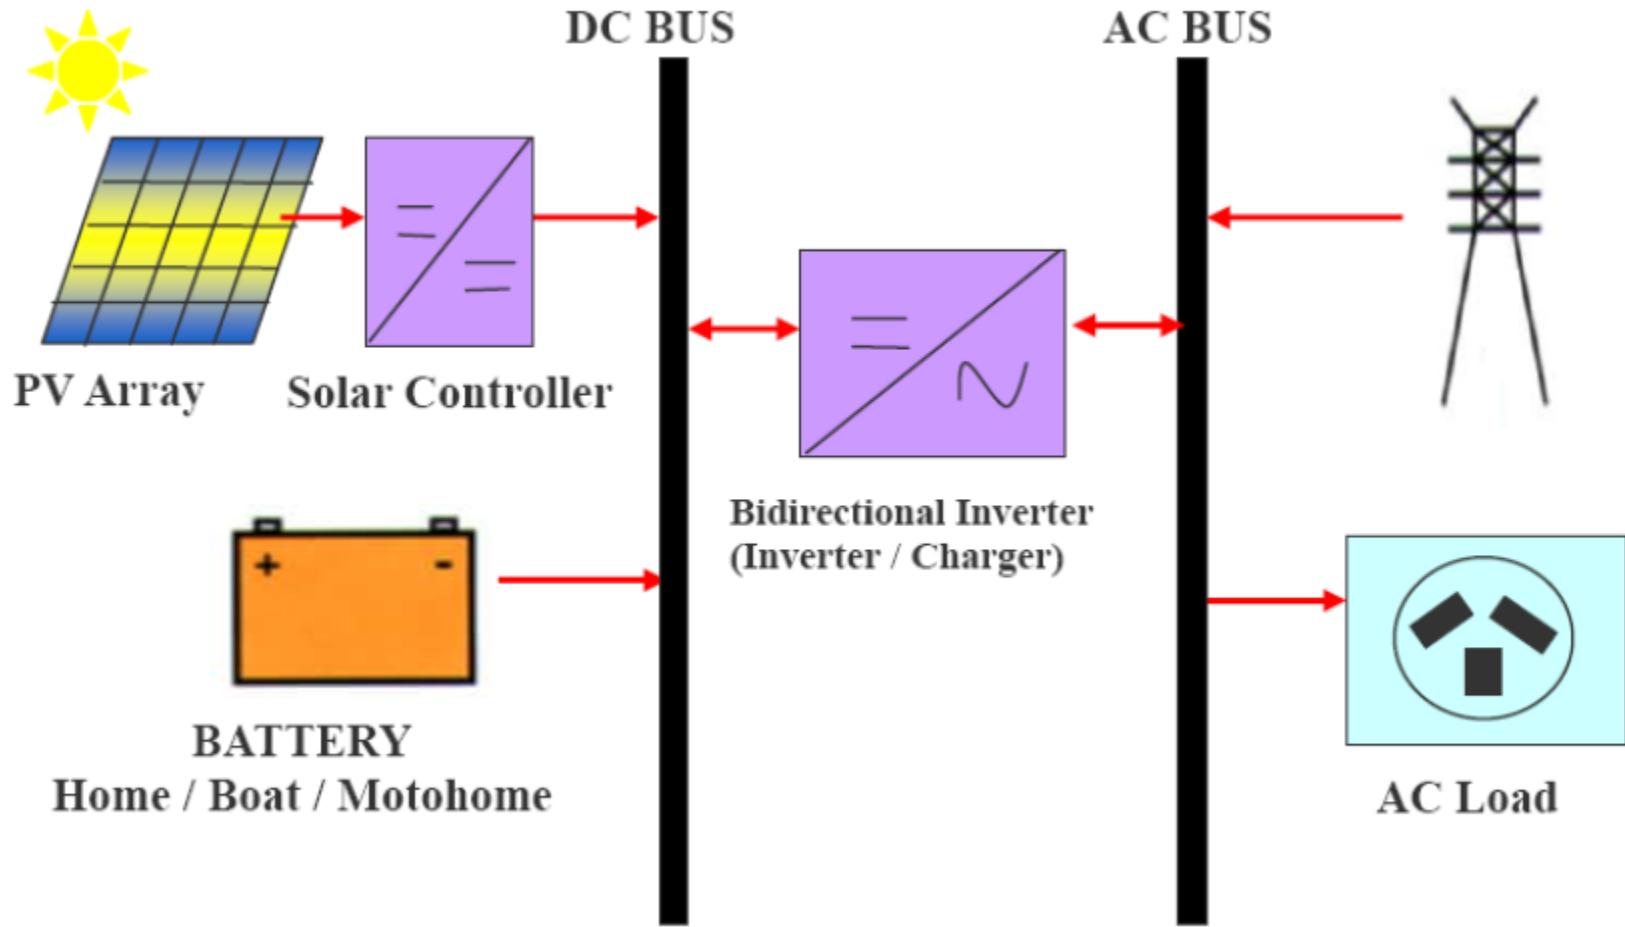 DC BUS
AC BUS
PV Array
Solar Controller
Bidirectional Inverter
(Inverter / Charger)
+ -
BATTERY
Home / Boat / Motohome
AC Load